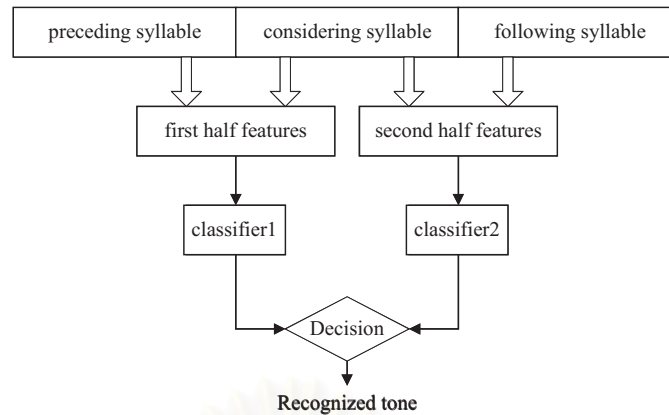 preceding syllable
considering syllable
following syllable
first half features
second half features
classifier1
classifier2
Decision
Recognized tone